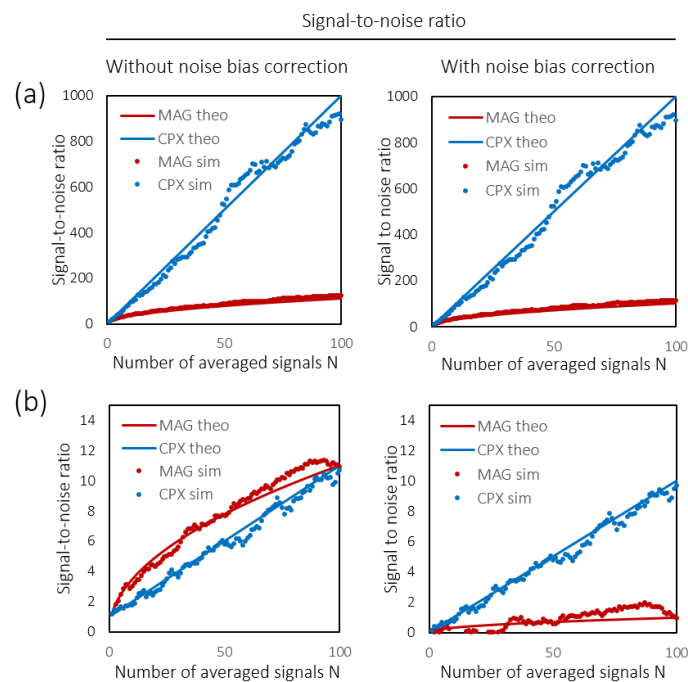 Signal-to-noise ratio
Without noise bias correction
With noise bias correction
(a)
1000
800
600
400
200
0
Signal-to-noise ratio
MAG theo
CPX theo
MAG sim
CPX sim
0
50
100
Number of averaged signals N
1000
800
600
400
200
0
Signal to noise ratio
MAG theo
CPX theo
MAG sim
CPX sim
0
50
100
Number of averaged signals N
(b)
14
12
10
8
6
4
2
0
Signal-to-noise ratio
MAG theo
CPX theo
MAG sim
CPX sim
0
50
100
Number of averaged signals N
14
12
10
8
6
4
2
0
Signal to noise ratio
MAG theo
CPX theo
MAG sim
CPX sim
0
50
100
Number of averaged signals N